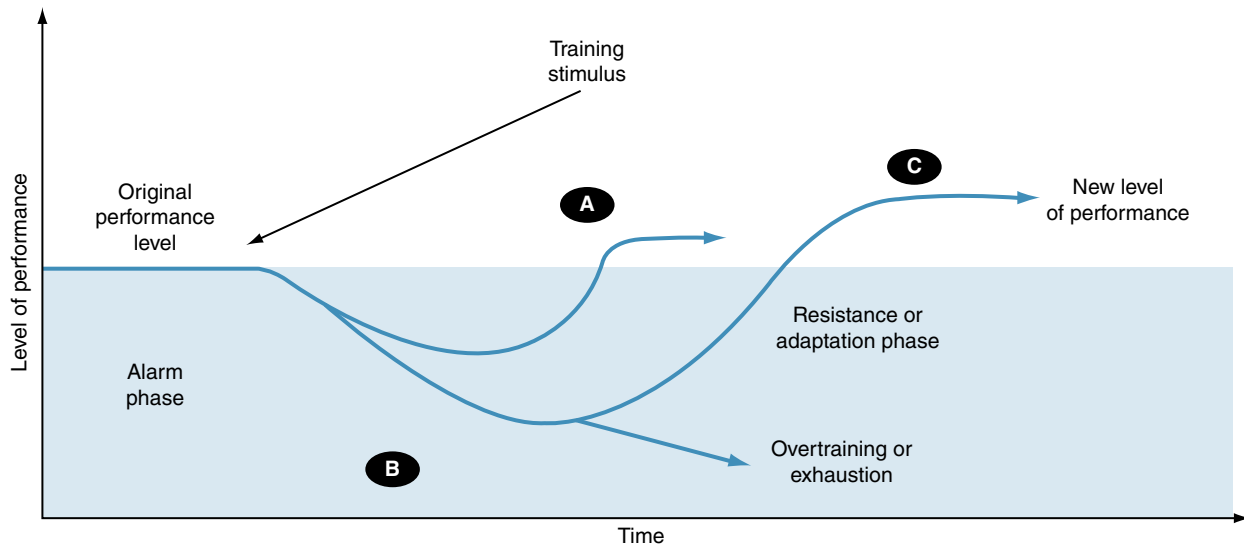 Training
stimulus
A
C
Original
performance
level
New level
of performance
Level of performance
Resistance or
adaptation phase
Alarm
phase
B
Overtraining or
exhaustion
Time